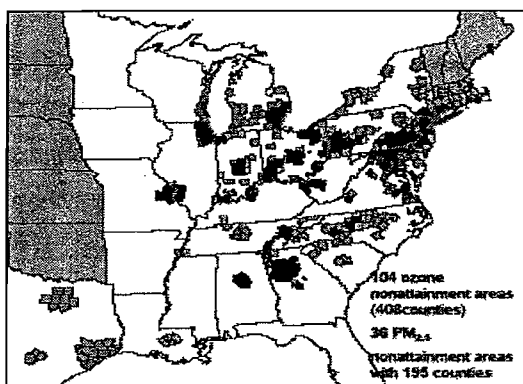 104 ozone
nonattainment areas
(408counties)
36 PM2.5
nonattainment areas
with 195 counties